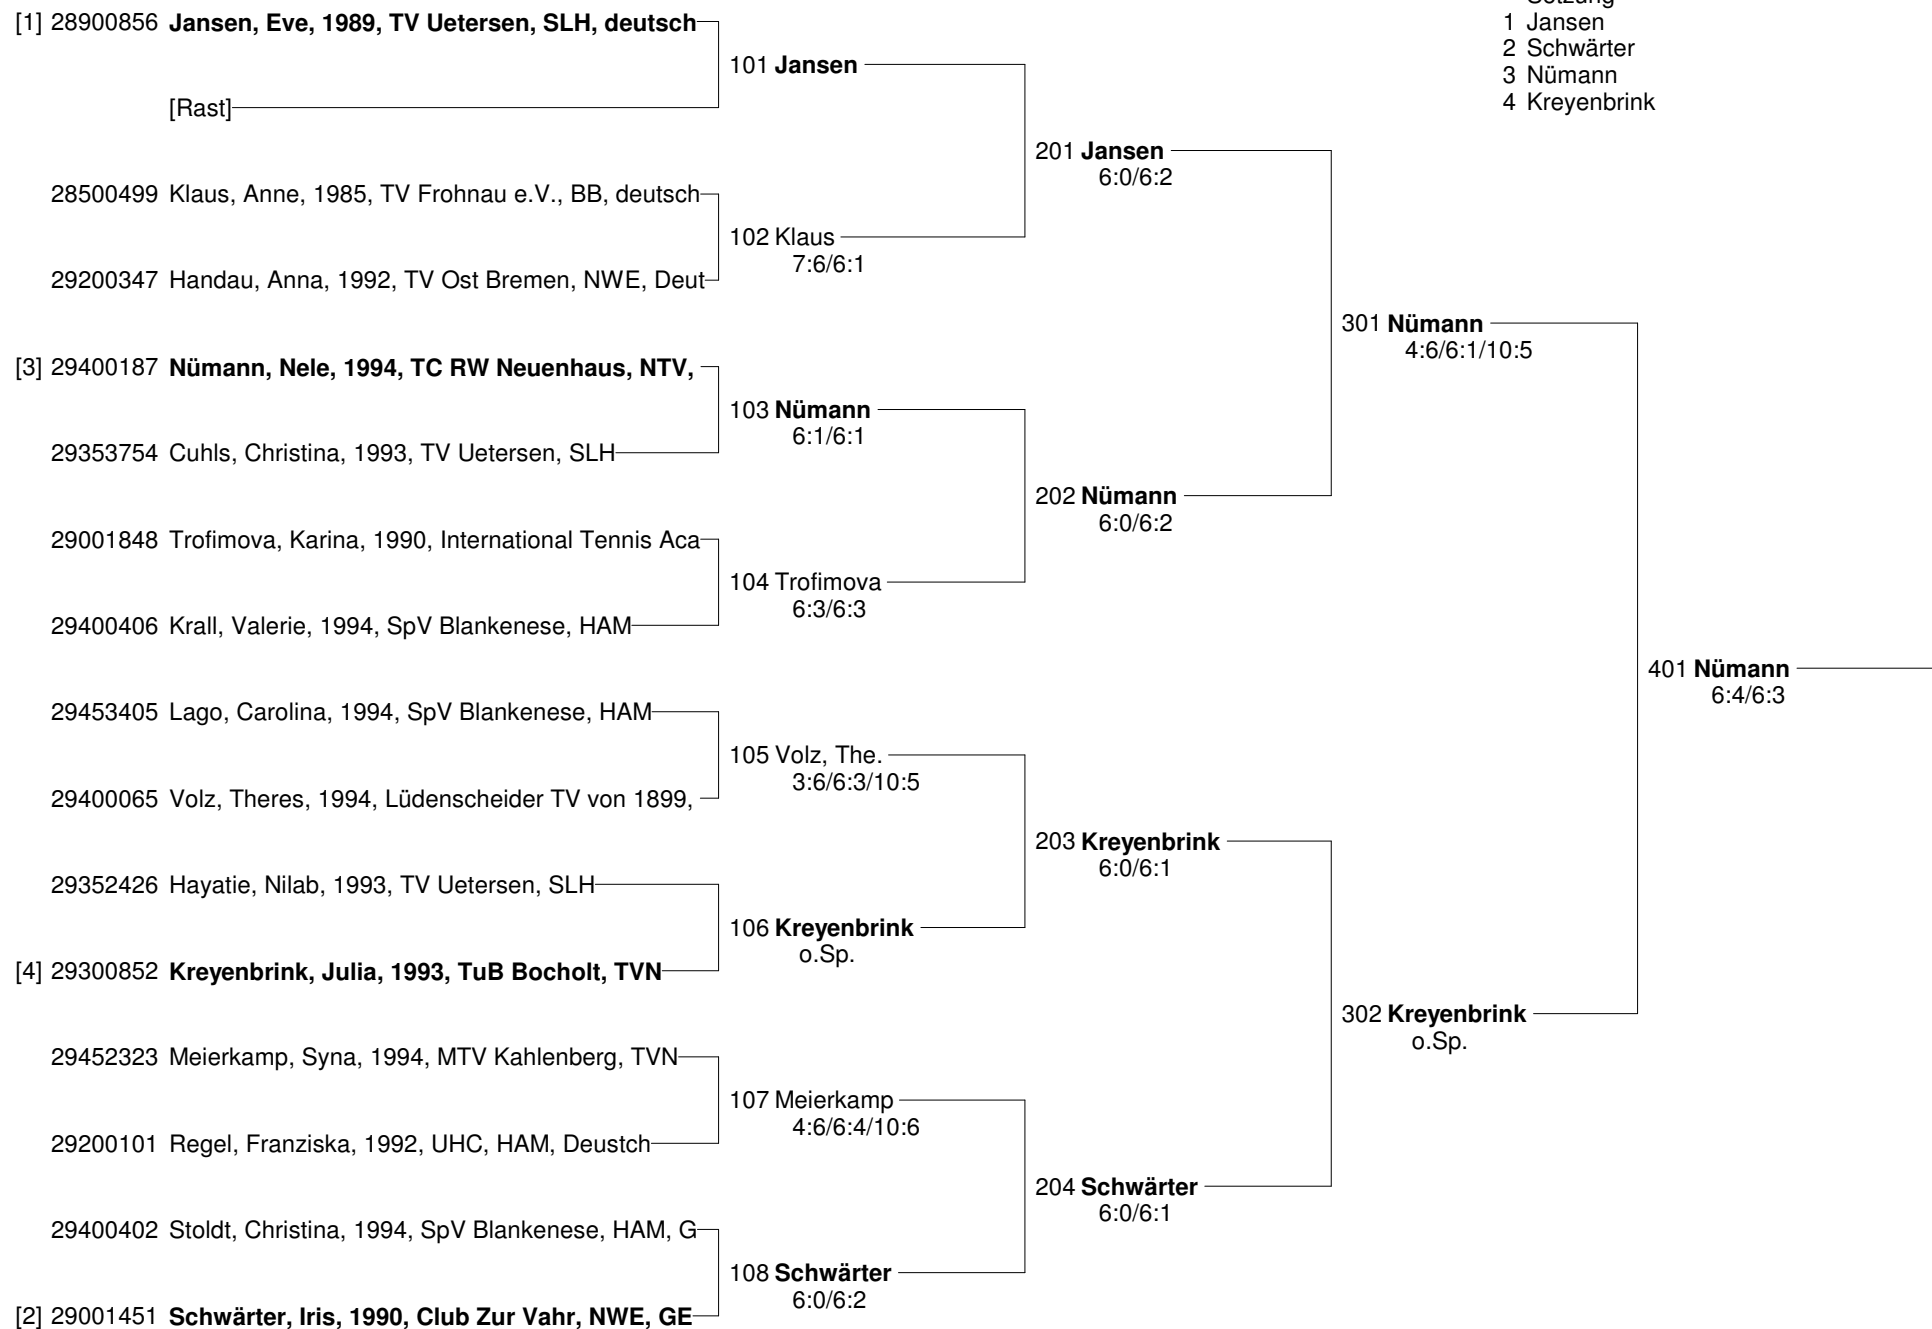 Setzung
1 Jansen
2 Schwärter
3 Nümann
4 Kreyenbrink
[1] 28900856 Jansen, Eve, 1989, TV Uetersen, SLH, deutsch
[Rast]
28500499 Klaus, Anne, 1985, TV Frohnau e.V., BB, deutsch
29200347 Handau, Anna, 1992, TV Ost Bremen, NWE, Deut
[3] 29400187 Nümann, Nele, 1994, TC RW Neuenhaus, NTV,
29353754 Cuhls, Christina, 1993, TV Uetersen, SLH
29001848 Trofimova, Karina, 1990, International Tennis Aca
29400406 Krall, Valerie, 1994, SpV Blankenese, HAM
29453405 Lago, Carolina, 1994, SpV Blankenese, HAM
29400065 Volz, Theres, 1994, Lüdenscheider TV von 1899,
29352426 Hayatie, Nilab, 1993, TV Uetersen, SLH
[4] 29300852 Kreyenbrink, Julia, 1993, TuB Bocholt, TVN
29452323 Meierkamp, Syna, 1994, MTV Kahlenberg, TVN
29200101 Regel, Franziska, 1992, UHC, HAM, Deustch
29400402 Stoldt, Christina, 1994, SpV Blankenese, HAM, G
[2] 29001451 Schwärter, Iris, 1990, Club Zur Vahr, NWE, GE
101 Jansen
102 Klaus
7:6/6:1
103 Nümann
6:1/6:1
104 Trofimova
6:3/6:3
105 Volz, The.
3:6/6:3/10:5
106 Kreyenbrink
o.Sp.
107 Meierkamp
4:6/6:4/10:6
108 Schwärter
6:0/6:2
201 Jansen
6:0/6:2
202 Nümann
6:0/6:2
203 Kreyenbrink
6:0/6:1
204 Schwärter
6:0/6:1
301 Nümann
4:6/6:1/10:5
302 Kreyenbrink
o.Sp.
401 Nümann
6:4/6:3